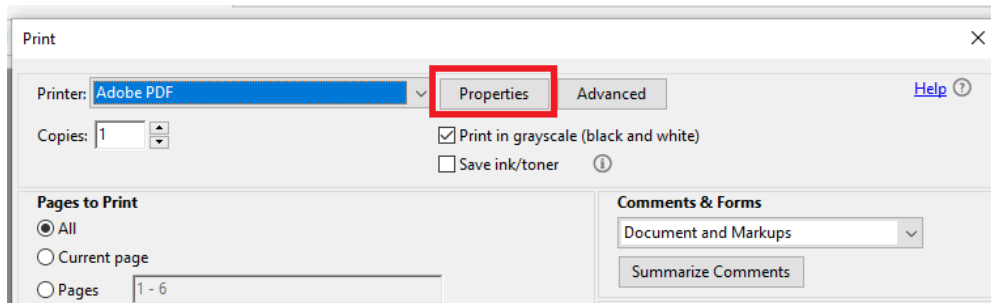 Print
Printer: Adobe PDF Properties Advanced Help ?
Copies: 1 Print in grayscale (black and white)
Save ink/toner i
Pages to Print Comments & Forms
All Document and Markups
Current page
Summarize Comments
Pages 1 - 6